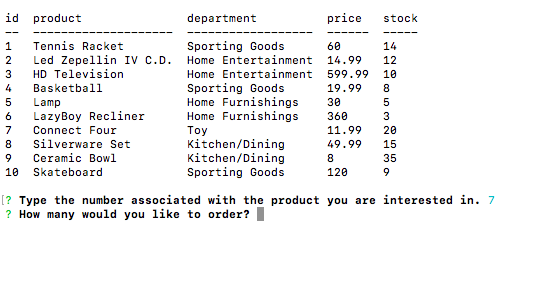 id  product               department          price   stock
--  --------------------  ------------------  ------  -----
1   Tennis Racket         Sporting Goods      60      14
2   Led Zepellin IV C.D.  Home Entertainment  14.99   12
3   HD Television         Home Entertainment  599.99  10
4   Basketball            Sporting Goods      19.99   8
5   Lamp                  Home Furnishings    30      5
6   LazyBoy Recliner      Home Furnishings    360     3
7   Connect Four          Toy                 11.99   20
8   Silverware Set        Kitchen/Dining      49.99   15
9   Ceramic Bowl          Kitchen/Dining      8       35
10  Skateboard            Sporting Goods      120     9
[? Type the number associated with the product you are interested in. 7
? How many would you like to order?